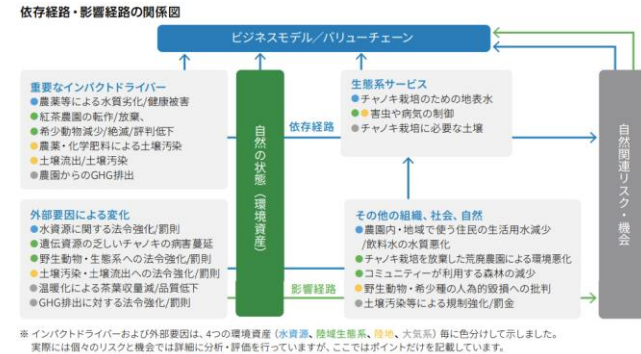 依存経路・影響経路の関係図
ビジネスモデル／バリューチェーン
重要なインパクトドライバー
●農薬等による水質劣化/健康被害
●紅茶農園の転作/放棄、
●希少動物減少/絶滅/評判低下
●農薬・化学肥料による土壌汚染
●土壌流出/土壌汚染
●農園からのGHG排出
外部要因による変化
●水資源に関する法令強化/罰則
●遺伝資源の乏しいチャノキの病害蔓延
●野生動物・生態系への法令強化/罰則
●土壌汚染・土壌流出への法令強化/罰則
●温暖化による茶葉収量減/品質低下
●GHG排出に対する法令強化/罰則
自然の状態（環境資産）
依存経路
影響経路
生態系サービス
●チャノキ栽培のための地表水
●●害虫や病気の制御
●チャノキ栽培に必要な土壌
その他の組織、社会、自然
●農園内・地域で使う住民の生活用水減少
/飲料水の水質悪化
●チャノキ栽培を放棄した荒廃農園による環境悪化
●コミュニティーが利用する森林の減少
●野生動物・希少種の人為的毀損への批判
●土壌汚染等による規制強化/罰金
自然関連リスク・機会
※ インパクトドライバーおよび外部要因は、4つの環境資産（水資源、陸域生態系、陸地、大気系）毎に色分けして示しました。
実際には個々のリスクと機会では詳細に分析・評価を行っていますが、ここではポイントだけを記載しています。